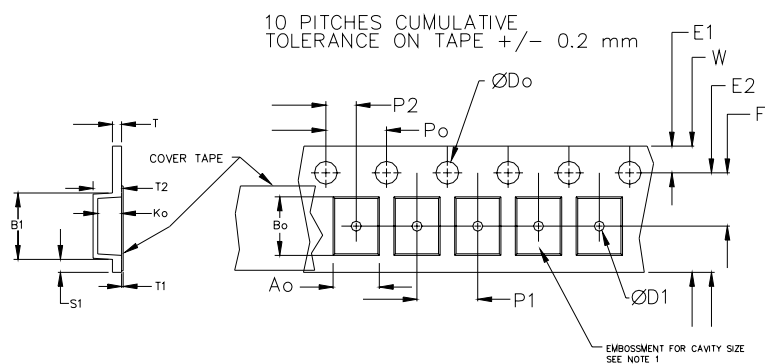 10 PITCHES CUMULATIVE
TOLERANCE ON TAPE +/- 0.2 mm
E1
W
E2
F
ØDo
P2
Po
T
COVER TAPE
T2
Ko
B1
Bo
Ao
S1
T1
P1
ØD1
EMBOSSMENT FOR CAVITY SIZE
SEE NOTE 1